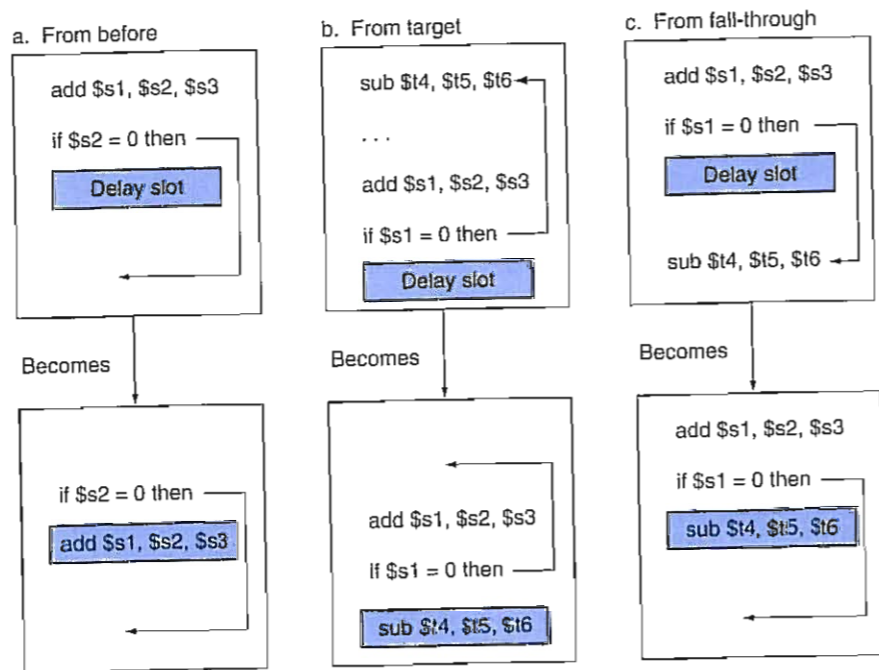 a. From before
add $s1, $s2, $s3
if $s2 = 0 then
Delay slot
Becomes
if $s2 = 0 then
add $s1, $s2, $s3
b. From target
sub $t4, $t5, $t6
. . .
add $s1, $s2, $s3
if $s1 = 0 then
Delay slot
Becomes
add $s1, $s2, $s3
if $s1 = 0 then
sub $t4, $t5, $t6
c. From fall-through
add $s1, $s2, $s3
if $s1 = 0 then
Delay slot
sub $t4, $t5, $t6
Becomes
add $s1, $s2, $s3
if $s1 = 0 then
sub $t4, $t5, $t6